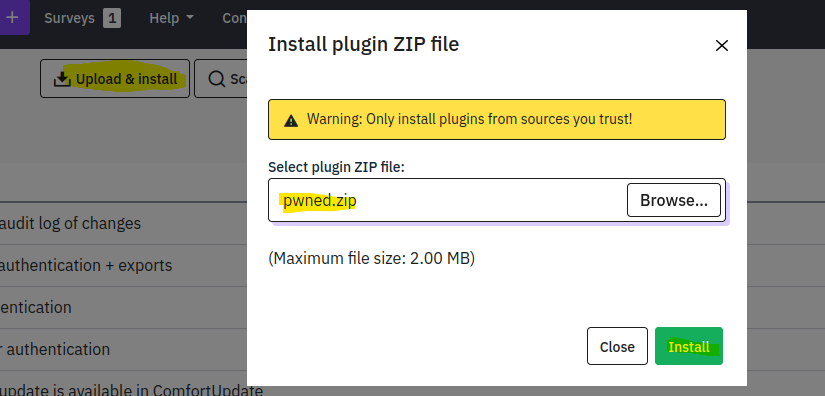 + Surveys 1 Help Con
Install plugin ZIP file
Upload & install Sca
Warning: Only install plugins from sources you trust!
Select plugin ZIP file:
pwned.zip Browse...
audit log of changes
(Maximum file size: 2.00 MB)
authentication + exports
entication
r authentication
Close Install
update is available in ComfortUpdate